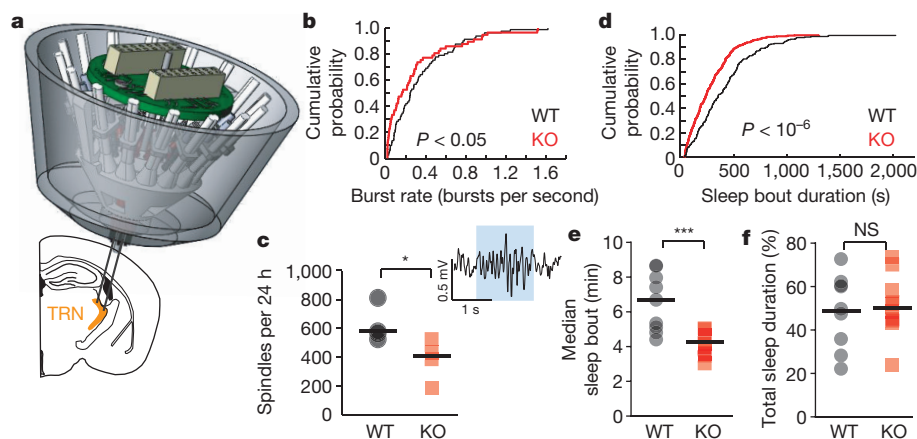 a
TRN
b
Cumulative
probability
1.0
0.8
0.6
0.4
0.2
0
P < 0.05
WT
KO
0 0.4 0.8 1.2 1.6
Burst rate (bursts per second)
d
Cumulative
probability
1.0
0.8
0.6
0.4
0.2
0
P < 10⁻⁶
WT
KO
0 500 1,000 1,500 2,000
Sleep bout duration (s)
c
Spindles per 24 h
1,000
800
600
400
200
0
*
WT KO
0.5 mV
1 s
e
Median
sleep bout (min)
10
8
6
4
2
0
***
WT KO
f
Total sleep duration (%)
80
60
40
20
0
NS
WT KO